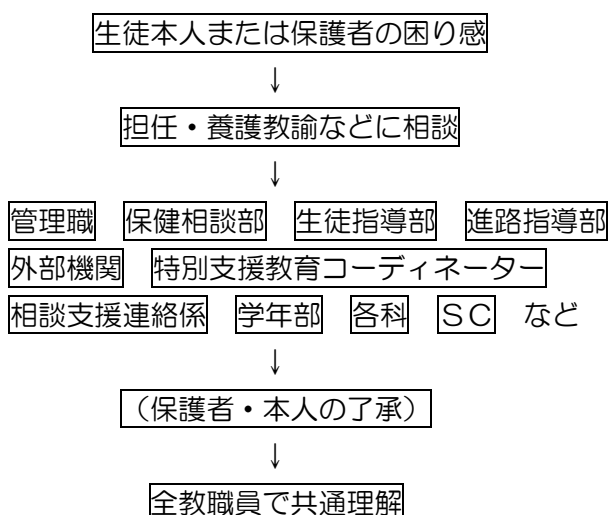 生徒本人または保護者の困り感
↓
担任・養護教諭などに相談
↓
管理職 保健相談部 生徒指導部 進路指導部
外部機関 特別支援教育コーディネーター
相談支援連絡係 学年部 各科 ＳＣ など
↓
（保護者・本人の了承）
↓
全教職員で共通理解